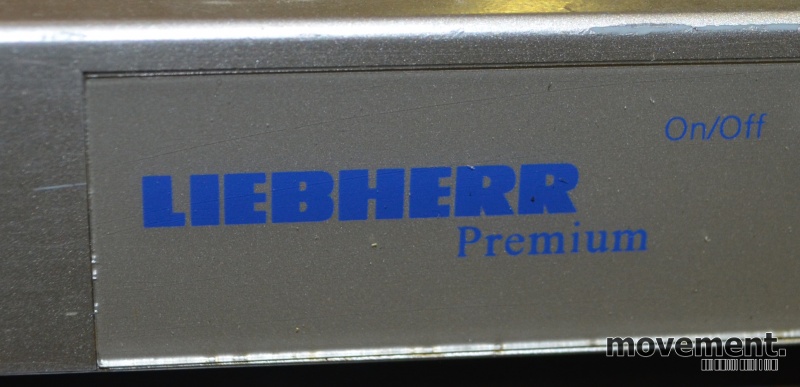 On/Off
LIEBHERR
Premium
movement.